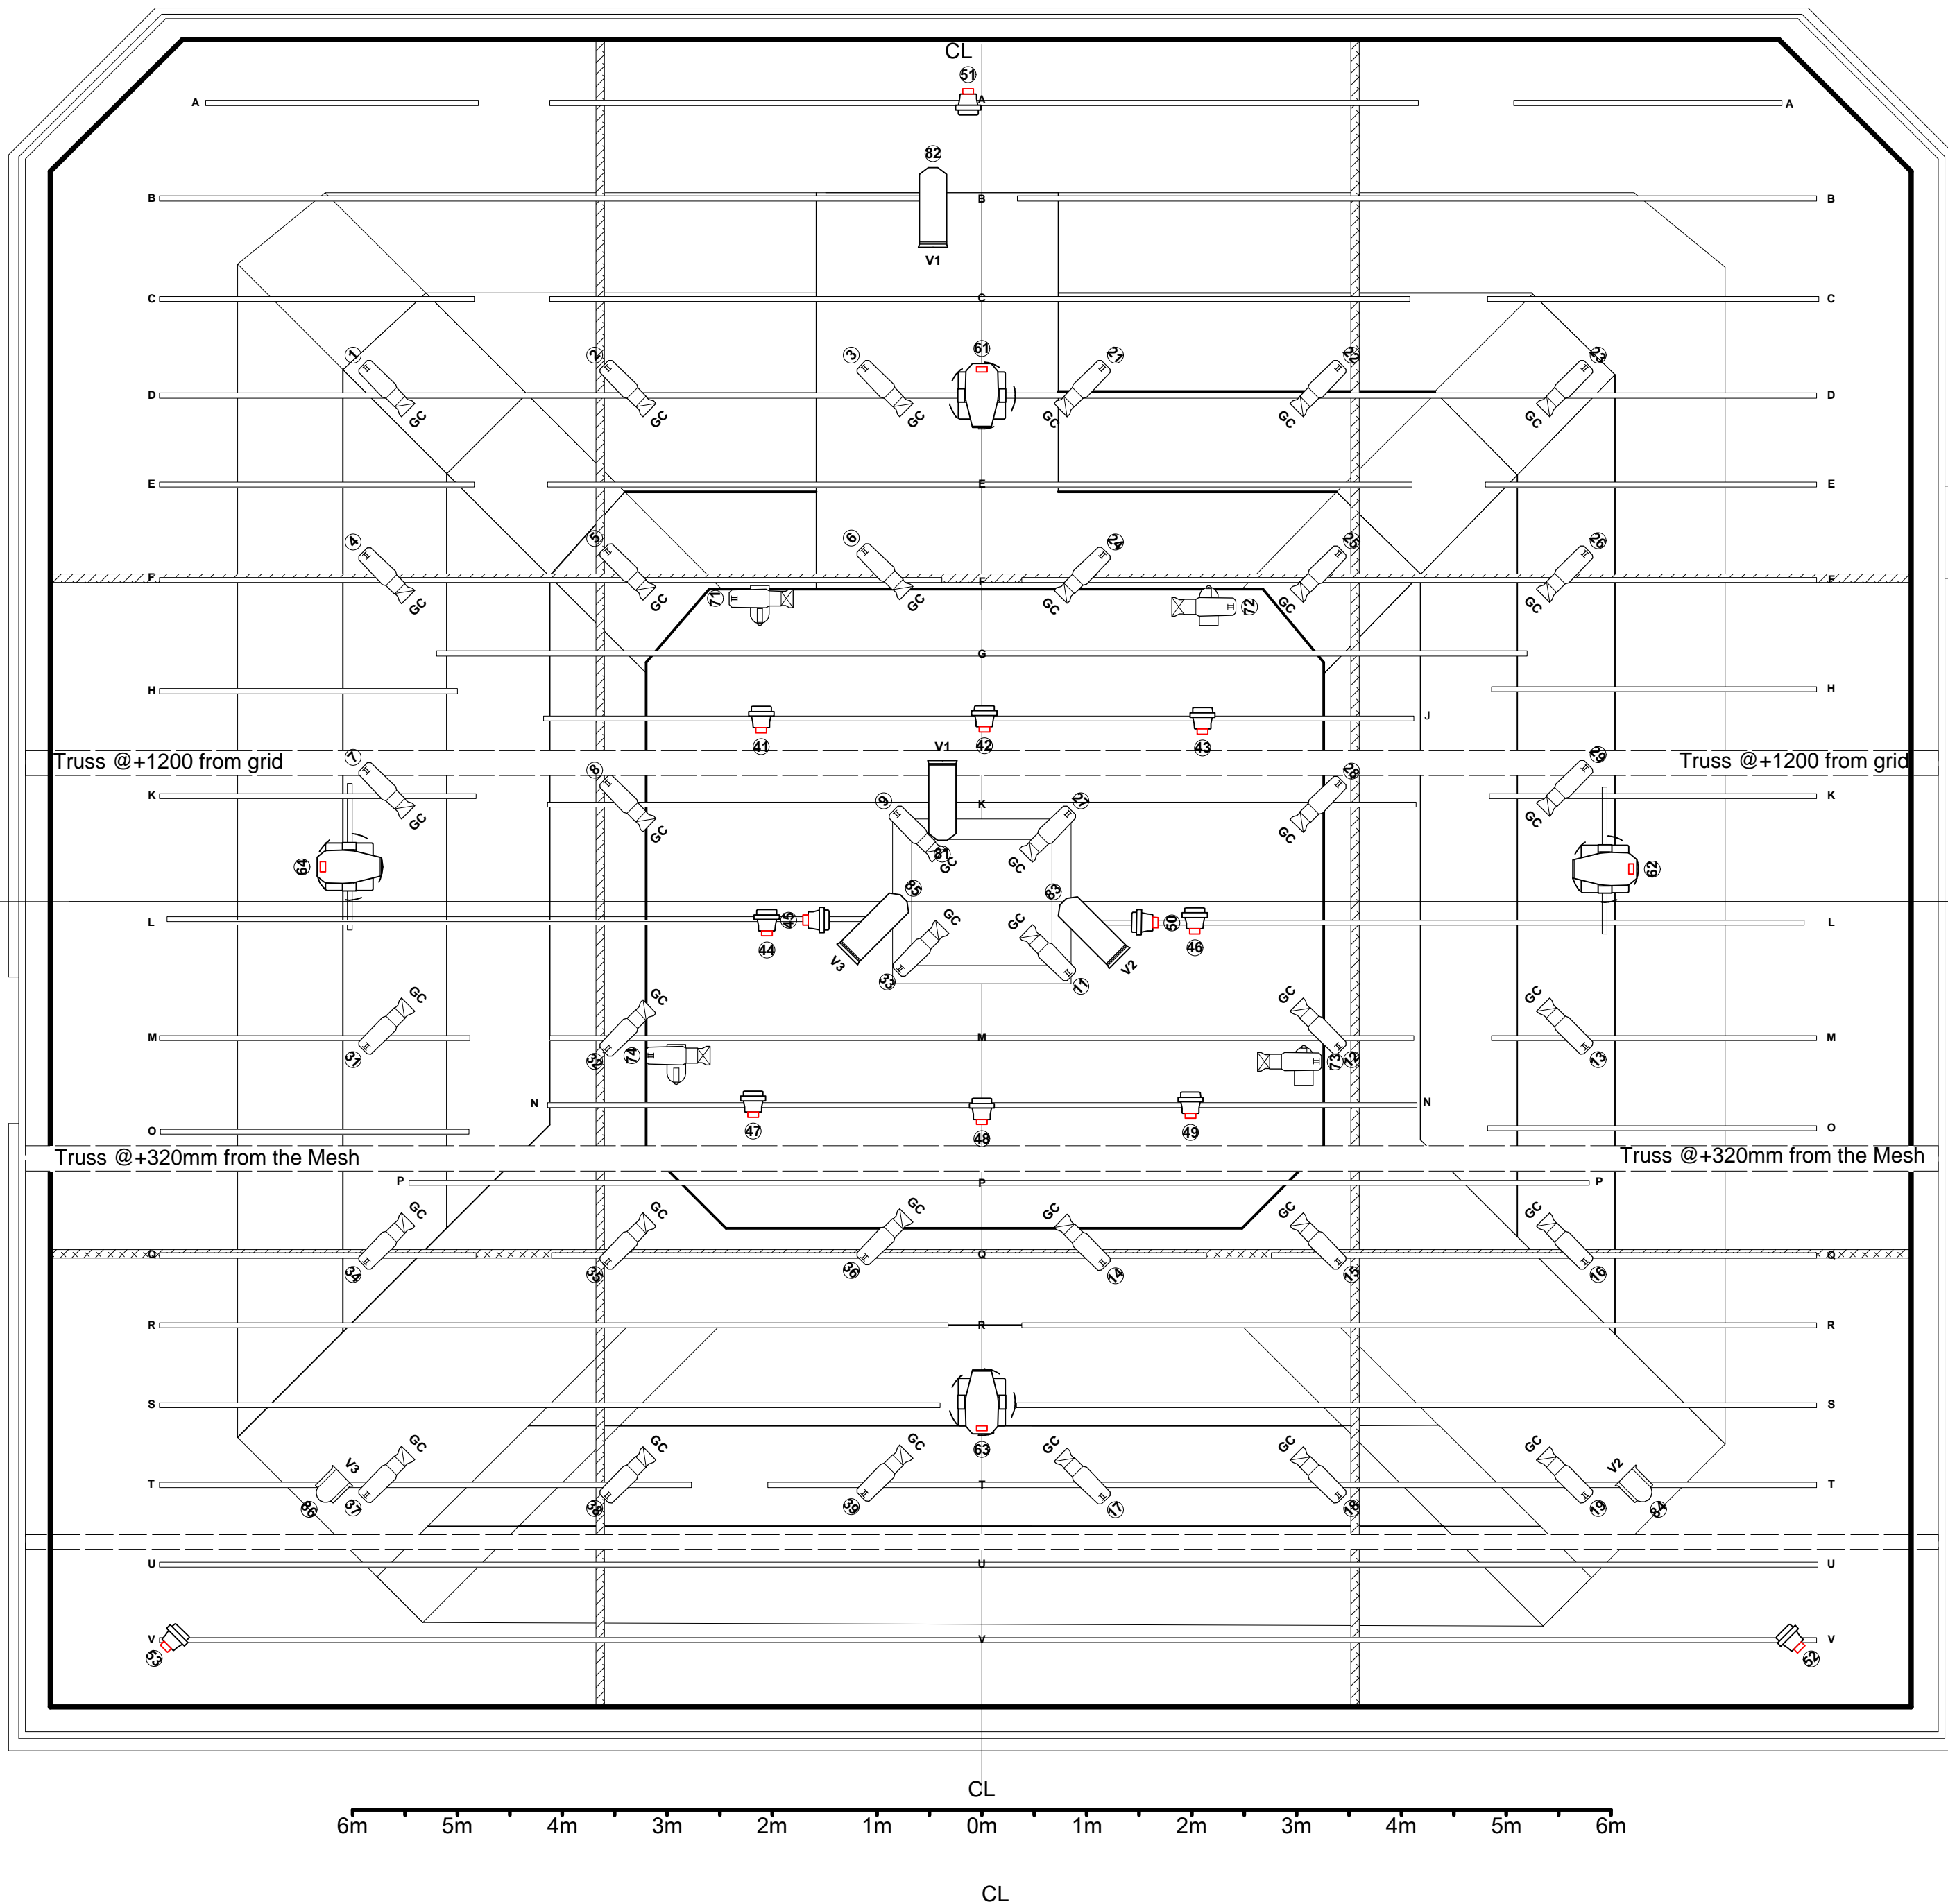 CL
51
A A A
82
B B B
V1
C C C
1 2 3 61 21 22 23
D D D
GC GC GC GC GC GC
E E E
4 5 6 24 25 26
F F F
GC GC GC GC GC GC
71 72
G
H H
J
41 42 43
V1
Truss @+1200 from grid Truss @+1200 from grid
7 8 9 27 28 29
K K K
GC GC GC GC GC GC
81
64 62
85 83
L 45 50 L
44 46
GC GC
V3 V2
33 11
GC GC GC GC
M M M
31 32 74 73 12 13
N N
47 48 49
O O
Truss @+320mm from the Mesh Truss @+320mm from the Mesh
P P P
GC GC GC GC GC GC
Q Q Q
34 35 36 14 15 16
R R R
S S
63
GC GC GC GC GC GC
V3 V2
T T T
86 37 38 39 17 18 19 84
U U U
V V V
53 52
CL
6m 5m 4m 3m 2m 1m 0m 1m 2m 3m 4m 5m 6m
CL